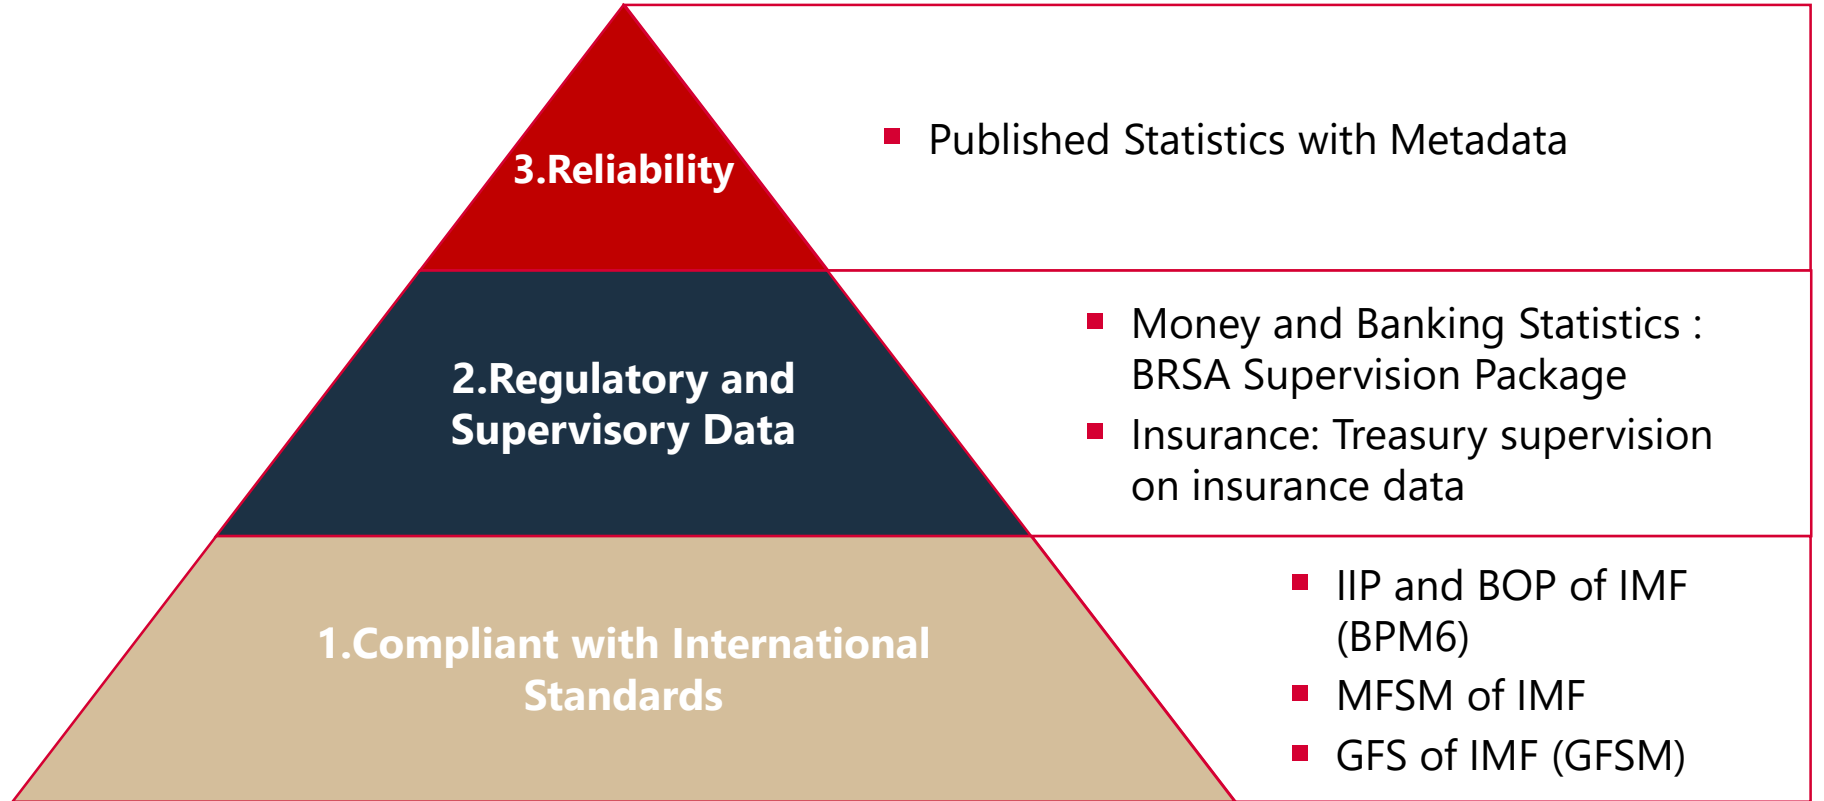 3.Reliability
▪ Published Statistics with Metadata
2.Regulatory and
Supervisory Data
▪ Money and Banking Statistics :
BRSA Supervision Package
▪ Insurance: Treasury supervision
on insurance data
1.Compliant with International
Standards
▪ IIP and BOP of IMF
(BPM6)
▪ MFSM of IMF
▪ GFS of IMF (GFSM)